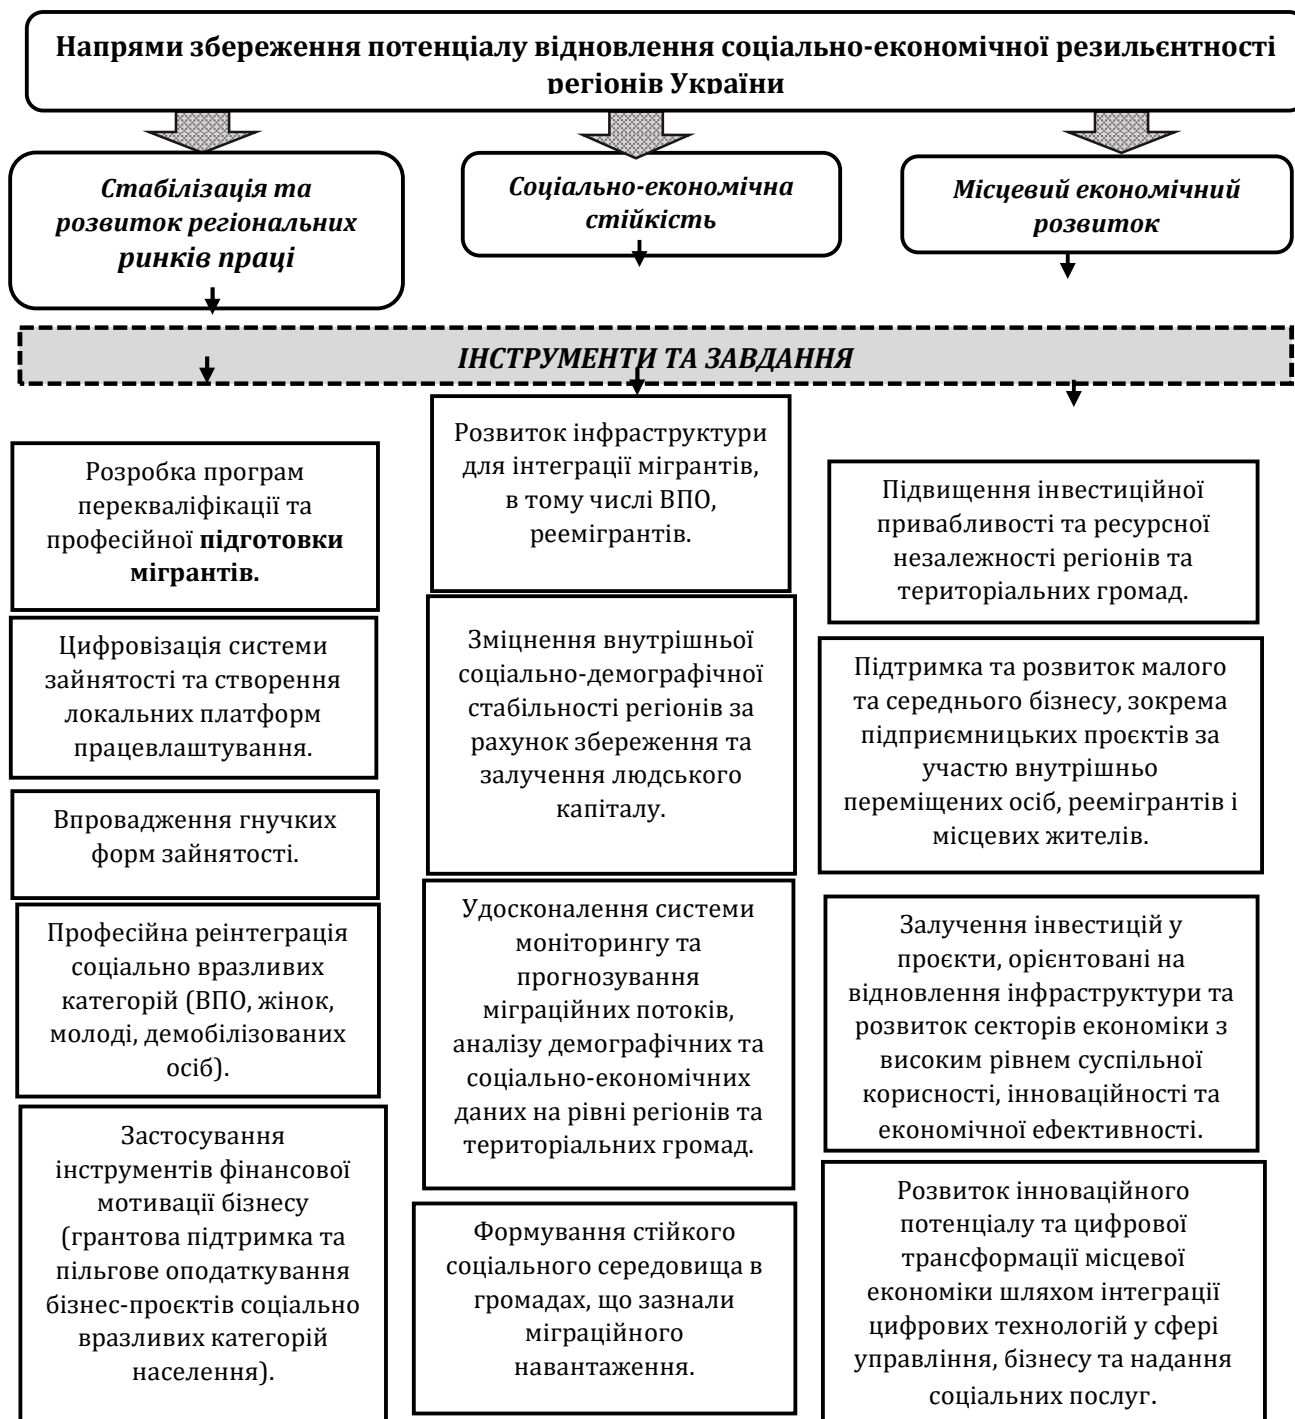 Напрями збереження потенціалу відновлення соціально-економічної резильєнтності
регіонів України
Стабілізація та
розвиток регіональних
ринків праці
Соціально-економічна
стійкість
Місцевий економічний
розвиток
ІНСТРУМЕНТИ ТА ЗАВДАННЯ
Розробка програм
перекваліфікації та
професійної підготовки
мігрантів.
Цифровізація системи
зайнятості та створення
локальних платформ
працевлаштування.
Впровадження гнучких
форм зайнятості.
Професійна реінтеграція
соціально вразливих
категорій (ВПО, жінок,
молоді, демобілізованих
осіб).
Застосування
інструментів фінансової
мотивації бізнесу
(грантова підтримка та
пільгове оподаткування
бізнес-проєктів соціально
вразливих категорій
населення).
Розвиток інфраструктури
для інтеграції мігрантів,
в тому числі ВПО,
реемігрантів.
Зміцнення внутрішньої
соціально-демографічної
стабільності регіонів за
рахунок збереження та
залучення людського
капіталу.
Удосконалення системи
моніторингу та
прогнозування
міграційних потоків,
аналізу демографічних та
соціально-економічних
даних на рівні регіонів та
територіальних громад.
Формування стійкого
соціального середовища в
громадах, що зазнали
міграційного
навантаження.
Підвищення інвестиційної
привабливості та ресурсної
незалежності регіонів та
територіальних громад.
Підтримка та розвиток малого
та середнього бізнесу, зокрема
підприємницьких проєктів за
участю внутрішньо
переміщених осіб, реемігрантів і
місцевих жителів.
Залучення інвестицій у
проєкти, орієнтовані на
відновлення інфраструктури та
розвиток секторів економіки з
високим рівнем суспільної
корисності, інноваційності та
економічної ефективності.
Розвиток інноваційного
потенціалу та цифрової
трансформації місцевої
економіки шляхом інтеграції
цифрових технологій у сфері
управління, бізнесу та надання
соціальних послуг.